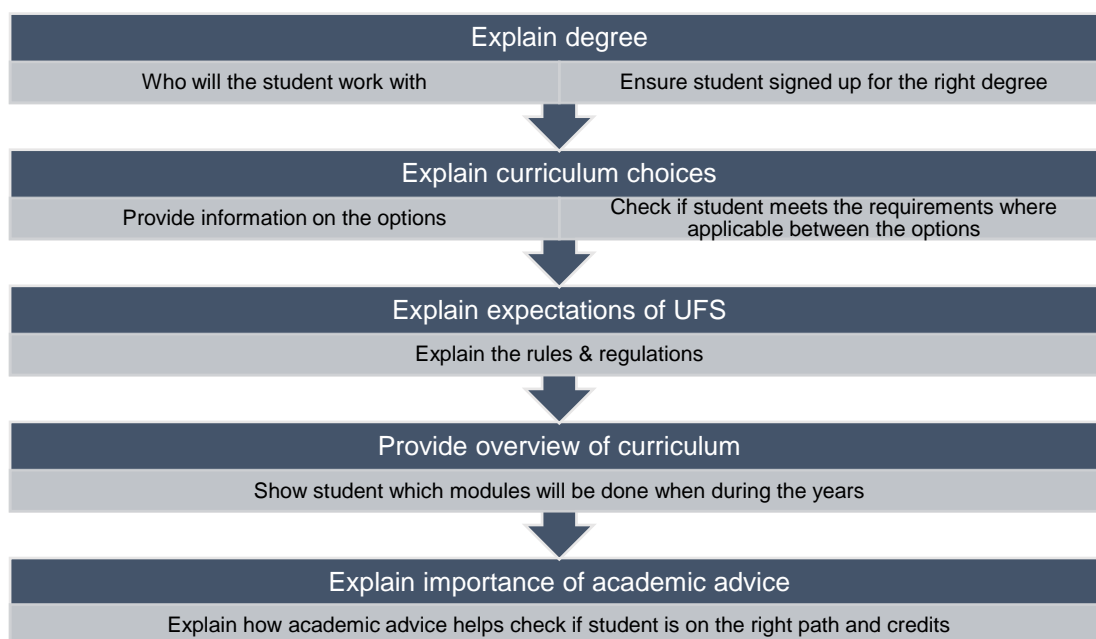 Explain degree
Who will the student work with
Ensure student signed up for the right degree
Explain curriculum choices
Provide information on the options
Check if student meets the requirements where
applicable between the options
Explain expectations of UFS
Explain the rules & regulations
Provide overview of curriculum
Show student which modules will be done when during the years
Explain importance of academic advice
Explain how academic advice helps check if student is on the right path and credits